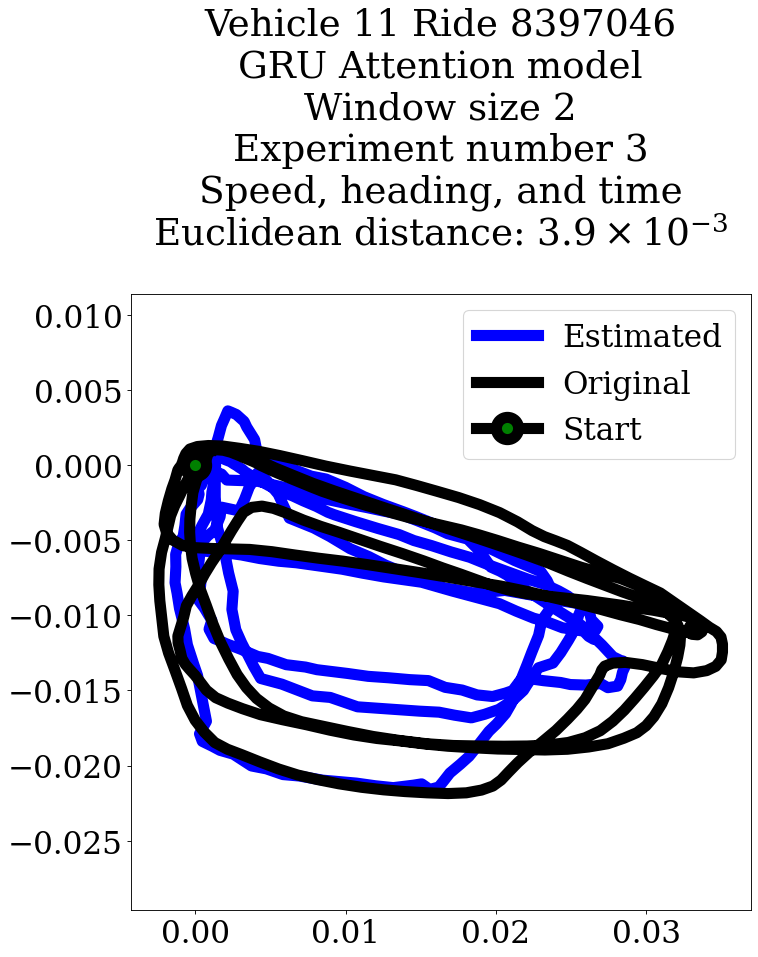 Vehicle 11 Ride 8397046
GRU Attention model
Window size 2
Experiment number 3
Speed, heading, and time
Euclidean distance: 3.9 × 10⁻³
Estimated
Original
Start
0.010
0.005
0.000
−0.005
−0.010
−0.015
−0.020
−0.025
0.00
0.01
0.02
0.03